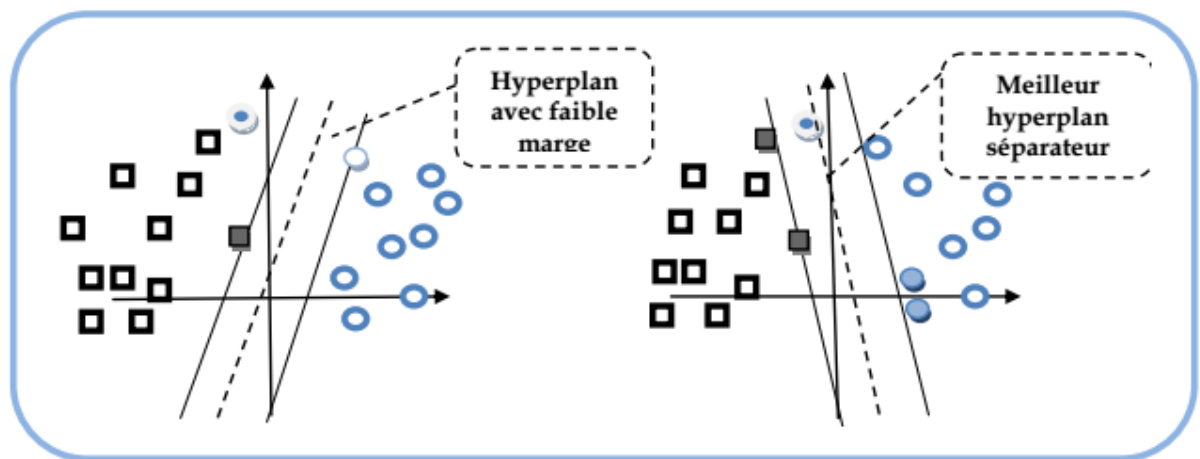 Hyperplan
avec faible
marge
Meilleur
hyperplan
séparateur